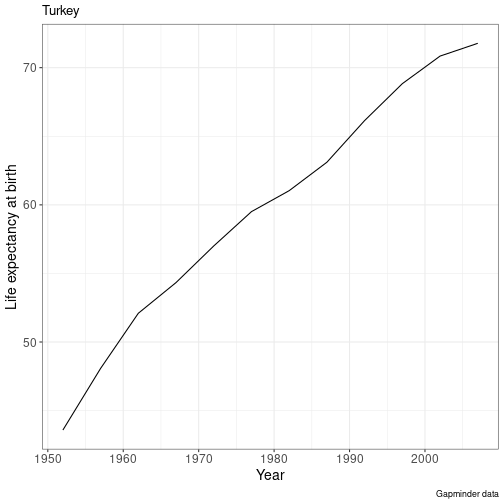 Turkey
Life expectancy at birth
70
60
50
1950 1960 1970 1980 1990 2000
Year
Gapminder data